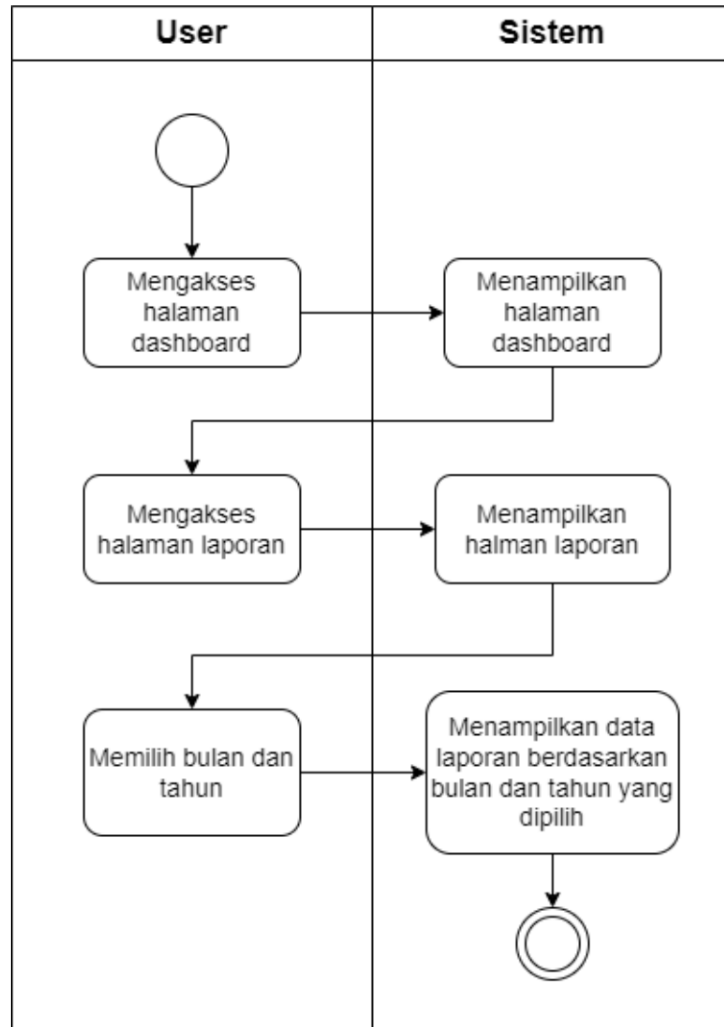 User
Sistem
Mengakses
halaman
dashboard
Menampilkan
halaman
dashboard
Mengakses
halaman laporan
Menampilkan
halman laporan
Memilih bulan dan
tahun
Menampilkan data
laporan berdasarkan
bulan dan tahun yang
dipilih